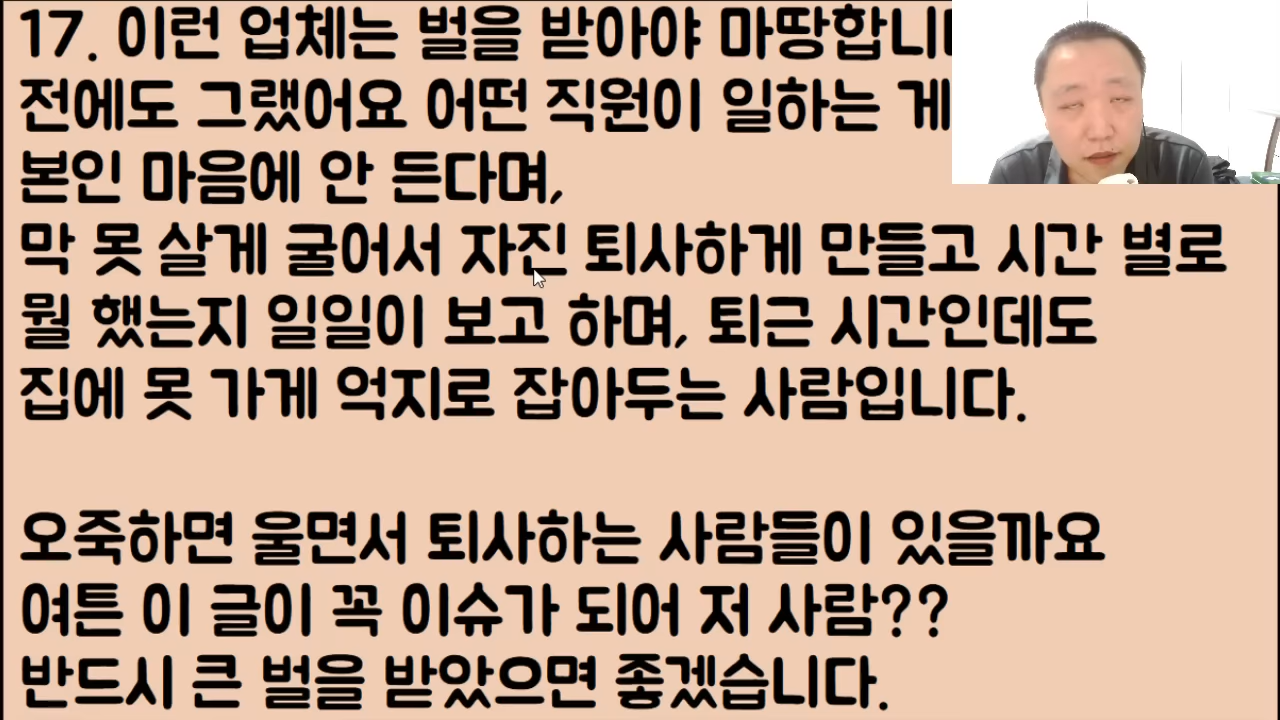 17. 이런 업체는 벌을 받아야 마땅합니
전에도 그랬어요 어떤 직원이 일하는 게
본인 마음에 안 든다며,
막 못 살게 굴어서 자진 퇴사하게 만들고 시간 별로
뭘 했는지 일일이 보고 하며, 퇴근 시간인데도
집에 못 가게 억지로 잡아두는 사람입니다.
오죽하면 울면서 퇴사하는 사람들이 있을까요
여튼 이 글이 꼭 이슈가 되어 저 사람??
반드시 큰 벌을 받았으면 좋겠습니다.